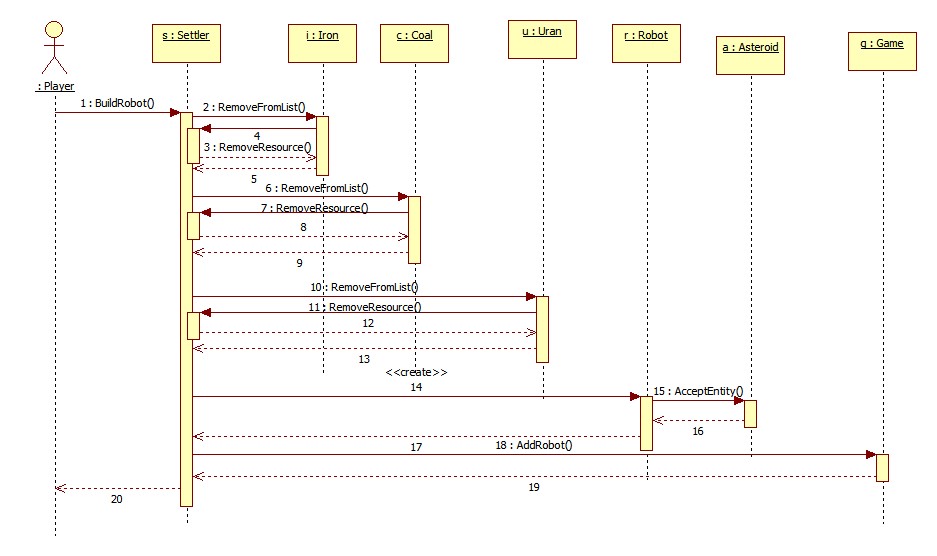 s : Settler
i : Iron
c : Coal
u : Uran
r : Robot
a : Asteroid
g : Game
: Player
1 : BuildRobot()
2 : RemoveFromList()
4
3 : RemoveResource()
5
6 : RemoveFromList()
7 : RemoveResource()
8
9
10 : RemoveFromList()
11 : RemoveResource()
12
13
<<create>>
14
15 : AcceptEntity()
16
17
18 : AddRobot()
19
20